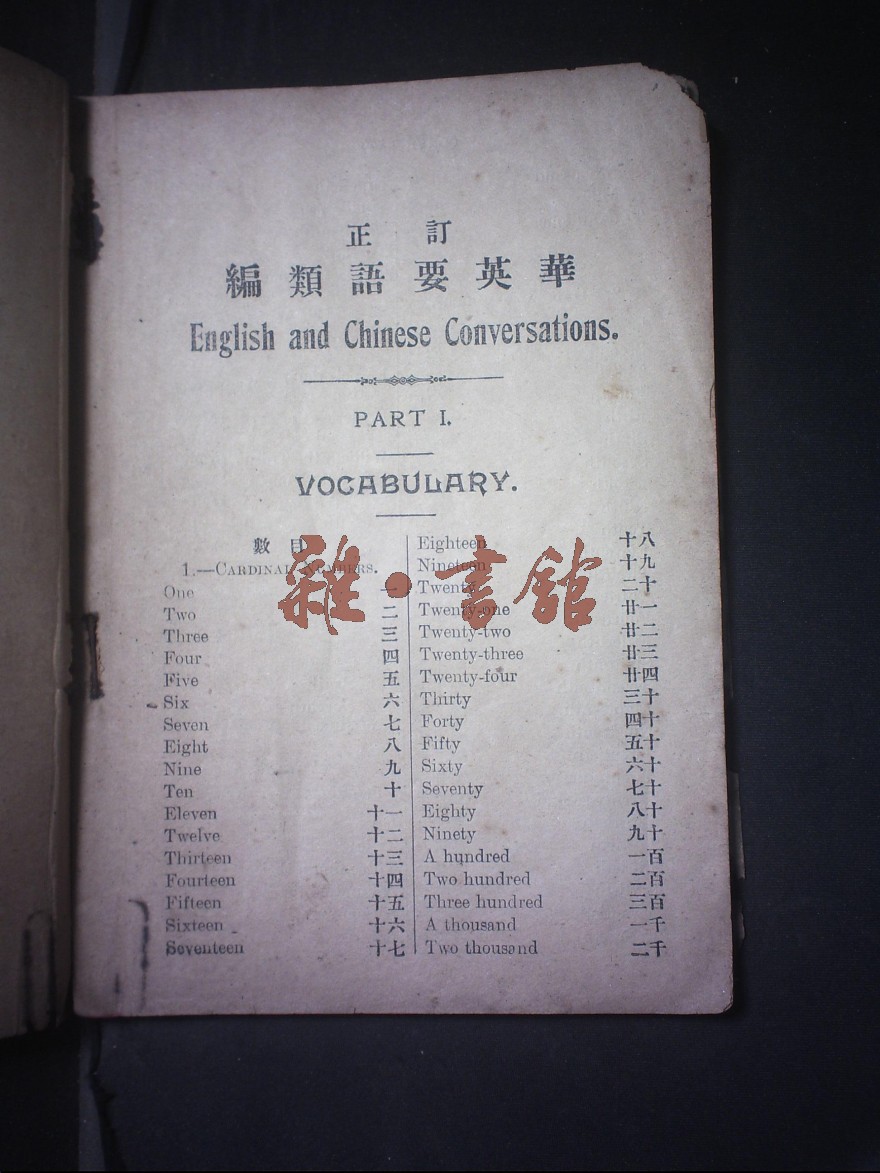 訂正
華英要語類編
English and Chinese Conversations.
PART I.
VOCABULARY.
數目
1.—CARDINAL NUMBERS.
One 一
Two 二
Three 三
Four 四
Five 五
Six 六
Seven 七
Eight 八
Nine 九
Ten 十
Eleven 十一
Twelve 十二
Thirteen 十三
Fourteen 十四
Fifteen 十五
Sixteen 十六
Seventeen 十七
Eighteen 十八
Nineteen 十九
Twenty 二十
Twenty-one 廿一
Twenty-two 廿二
Twenty-three 廿三
Twenty-four 廿四
Thirty 三十
Forty 四十
Fifty 五十
Sixty 六十
Seventy 七十
Eighty 八十
Ninety 九十
A hundred 一百
Two hundred 二百
Three hundred 三百
A thousand 一千
Two thousand 二千
雜·書館